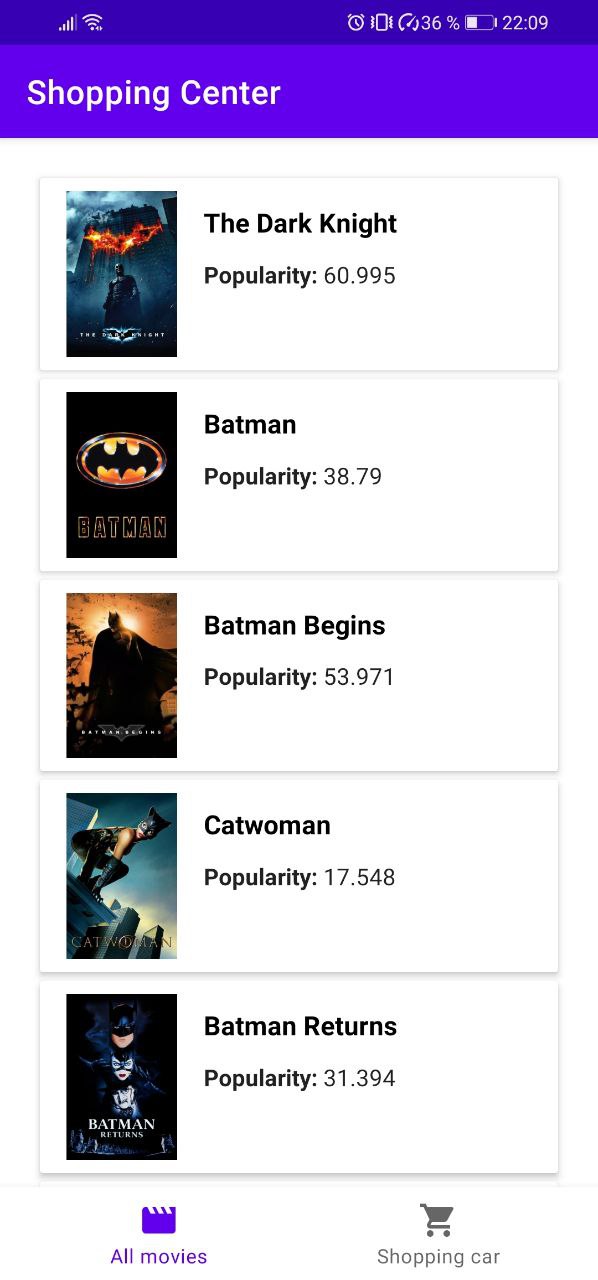 36 % 22:09
Shopping Center
The Dark Knight
Popularity: 60.995
THE DARK KNIGHT
Batman
Popularity: 38.79
BATMAN
Batman Begins
Popularity: 53.971
BATMAN BEGINS
Catwoman
Popularity: 17.548
CATWOMAN
Batman Returns
Popularity: 31.394
BATMAN
RETURNS
All movies
Shopping car